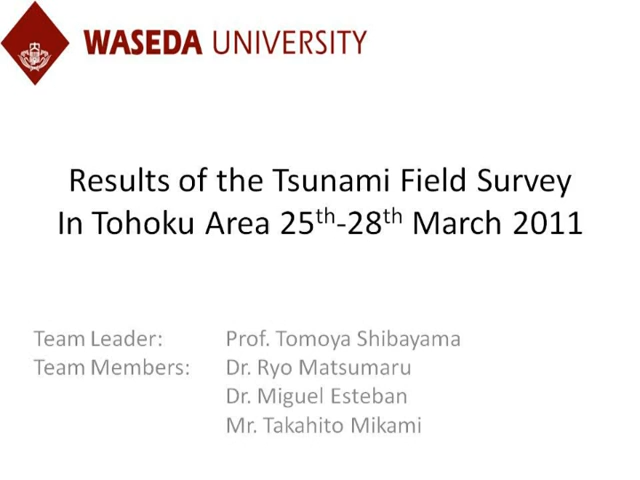 WASEDA UNIVERSITY
Results of the Tsunami Field Survey
In Tohoku Area 25th-28th March 2011
Team Leader: Prof. Tomoya Shibayama
Team Members: Dr. Ryo Matsumaru
Dr. Miguel Esteban
Mr. Takahito Mikami